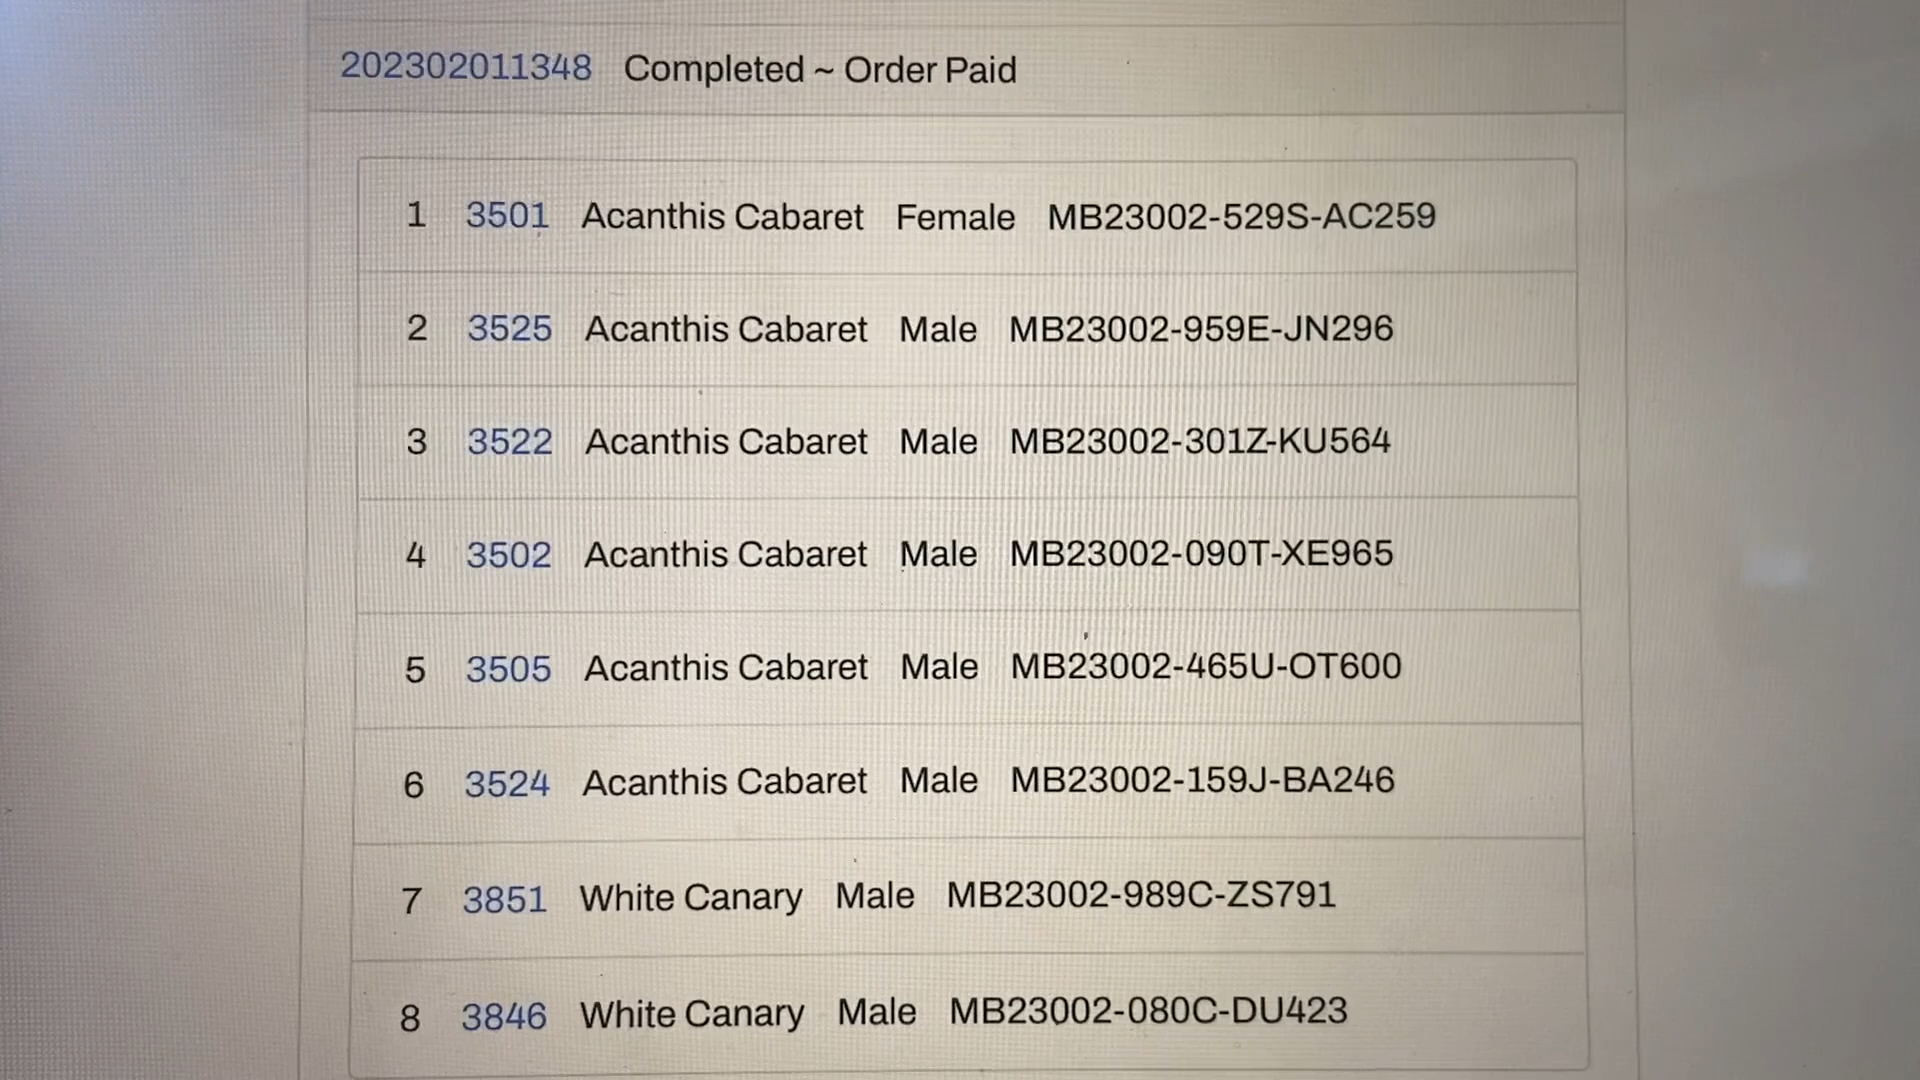 202302011348 Completed ~ Order Paid
1 3501 Acanthis Cabaret Female MB23002-529S-AC259
2 3525 Acanthis Cabaret Male MB23002-959E-JN296
3 3522 Acanthis Cabaret Male MB23002-301Z-KU564
4 3502 Acanthis Cabaret Male MB23002-090T-XE965
5 3505 Acanthis Cabaret Male MB23002-465U-OT600
6 3524 Acanthis Cabaret Male MB23002-159J-BA246
7 3851 White Canary Male MB23002-989C-ZS791
8 3846 White Canary Male MB23002-080C-DU423